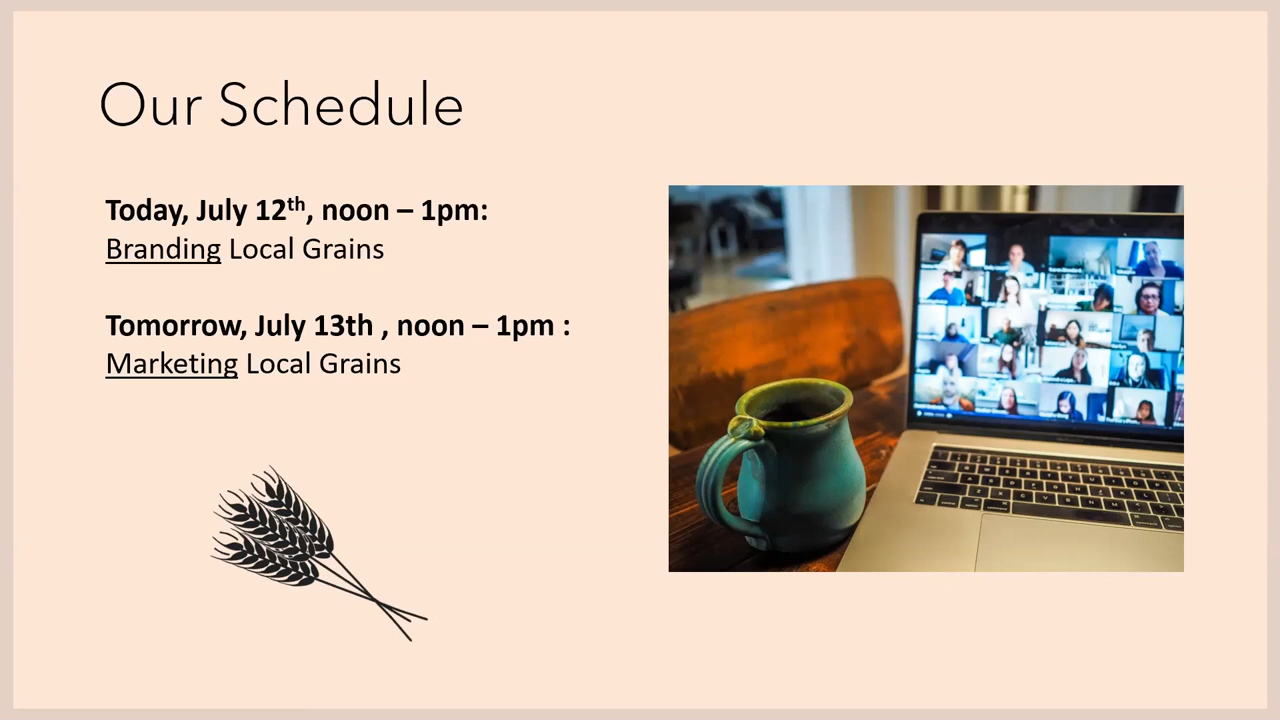 Our Schedule
Today, July 12th, noon – 1pm:
Branding Local Grains
Tomorrow, July 13th , noon – 1pm :
Marketing Local Grains